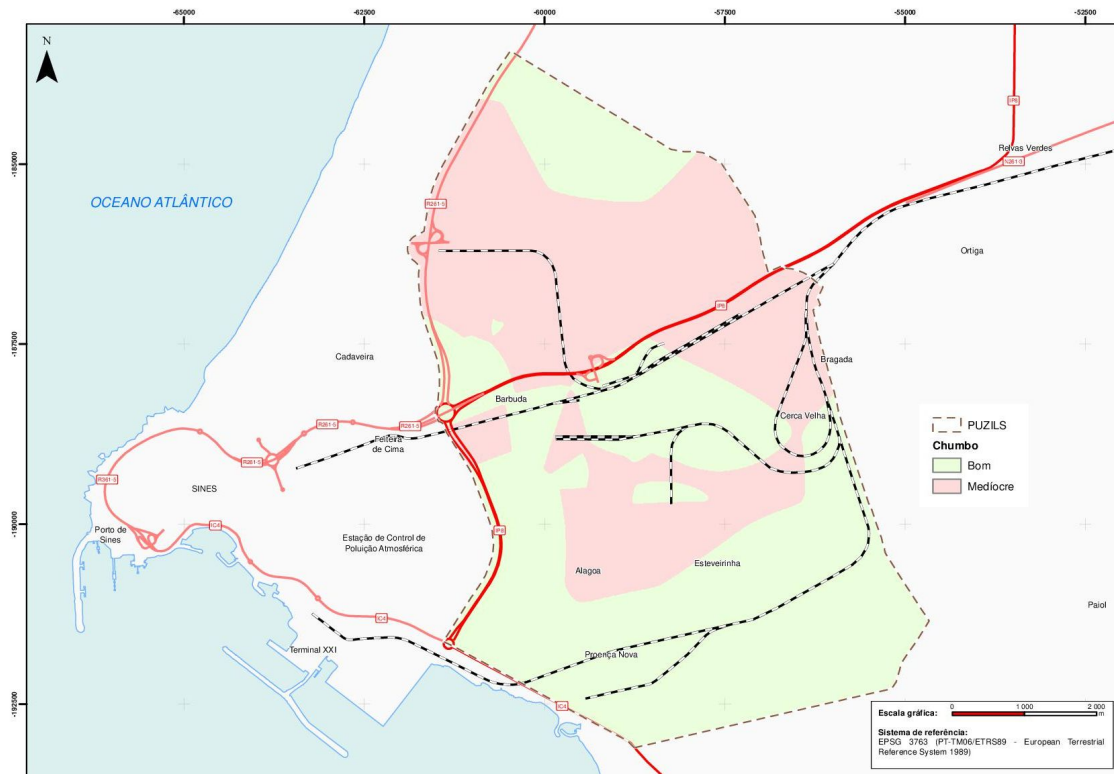 -65000
-62500
-60000
-57500
-55000
-52500
N
IP8
Relvas Verdes
N261-3
-185000
OCEANO ATLÂNTICO
R261-5
Ortiga
IP8
-187500
Cadaveira
Bragada
Barbuda
Cerca Velha
R261-5
R261-5
Feiteira
de Cima
PUZILS
Chumbo
Bom
Medíocre
R261-5
R261-5
SINES
-190000
Porto de
Sines
IC4
IP8
Estação de Control de
Poluição Atmosférica
Alagoa
Esteveirinha
Paiol
IC4
Terminal XXI
Proença Nova
-192500
IC4
Escala gráfica:
0
1 000
2 000
m
Sistema de referência:
EPSG 3763 (PT-TM06/ETRS89 - European Terrestrial
Reference System 1989)